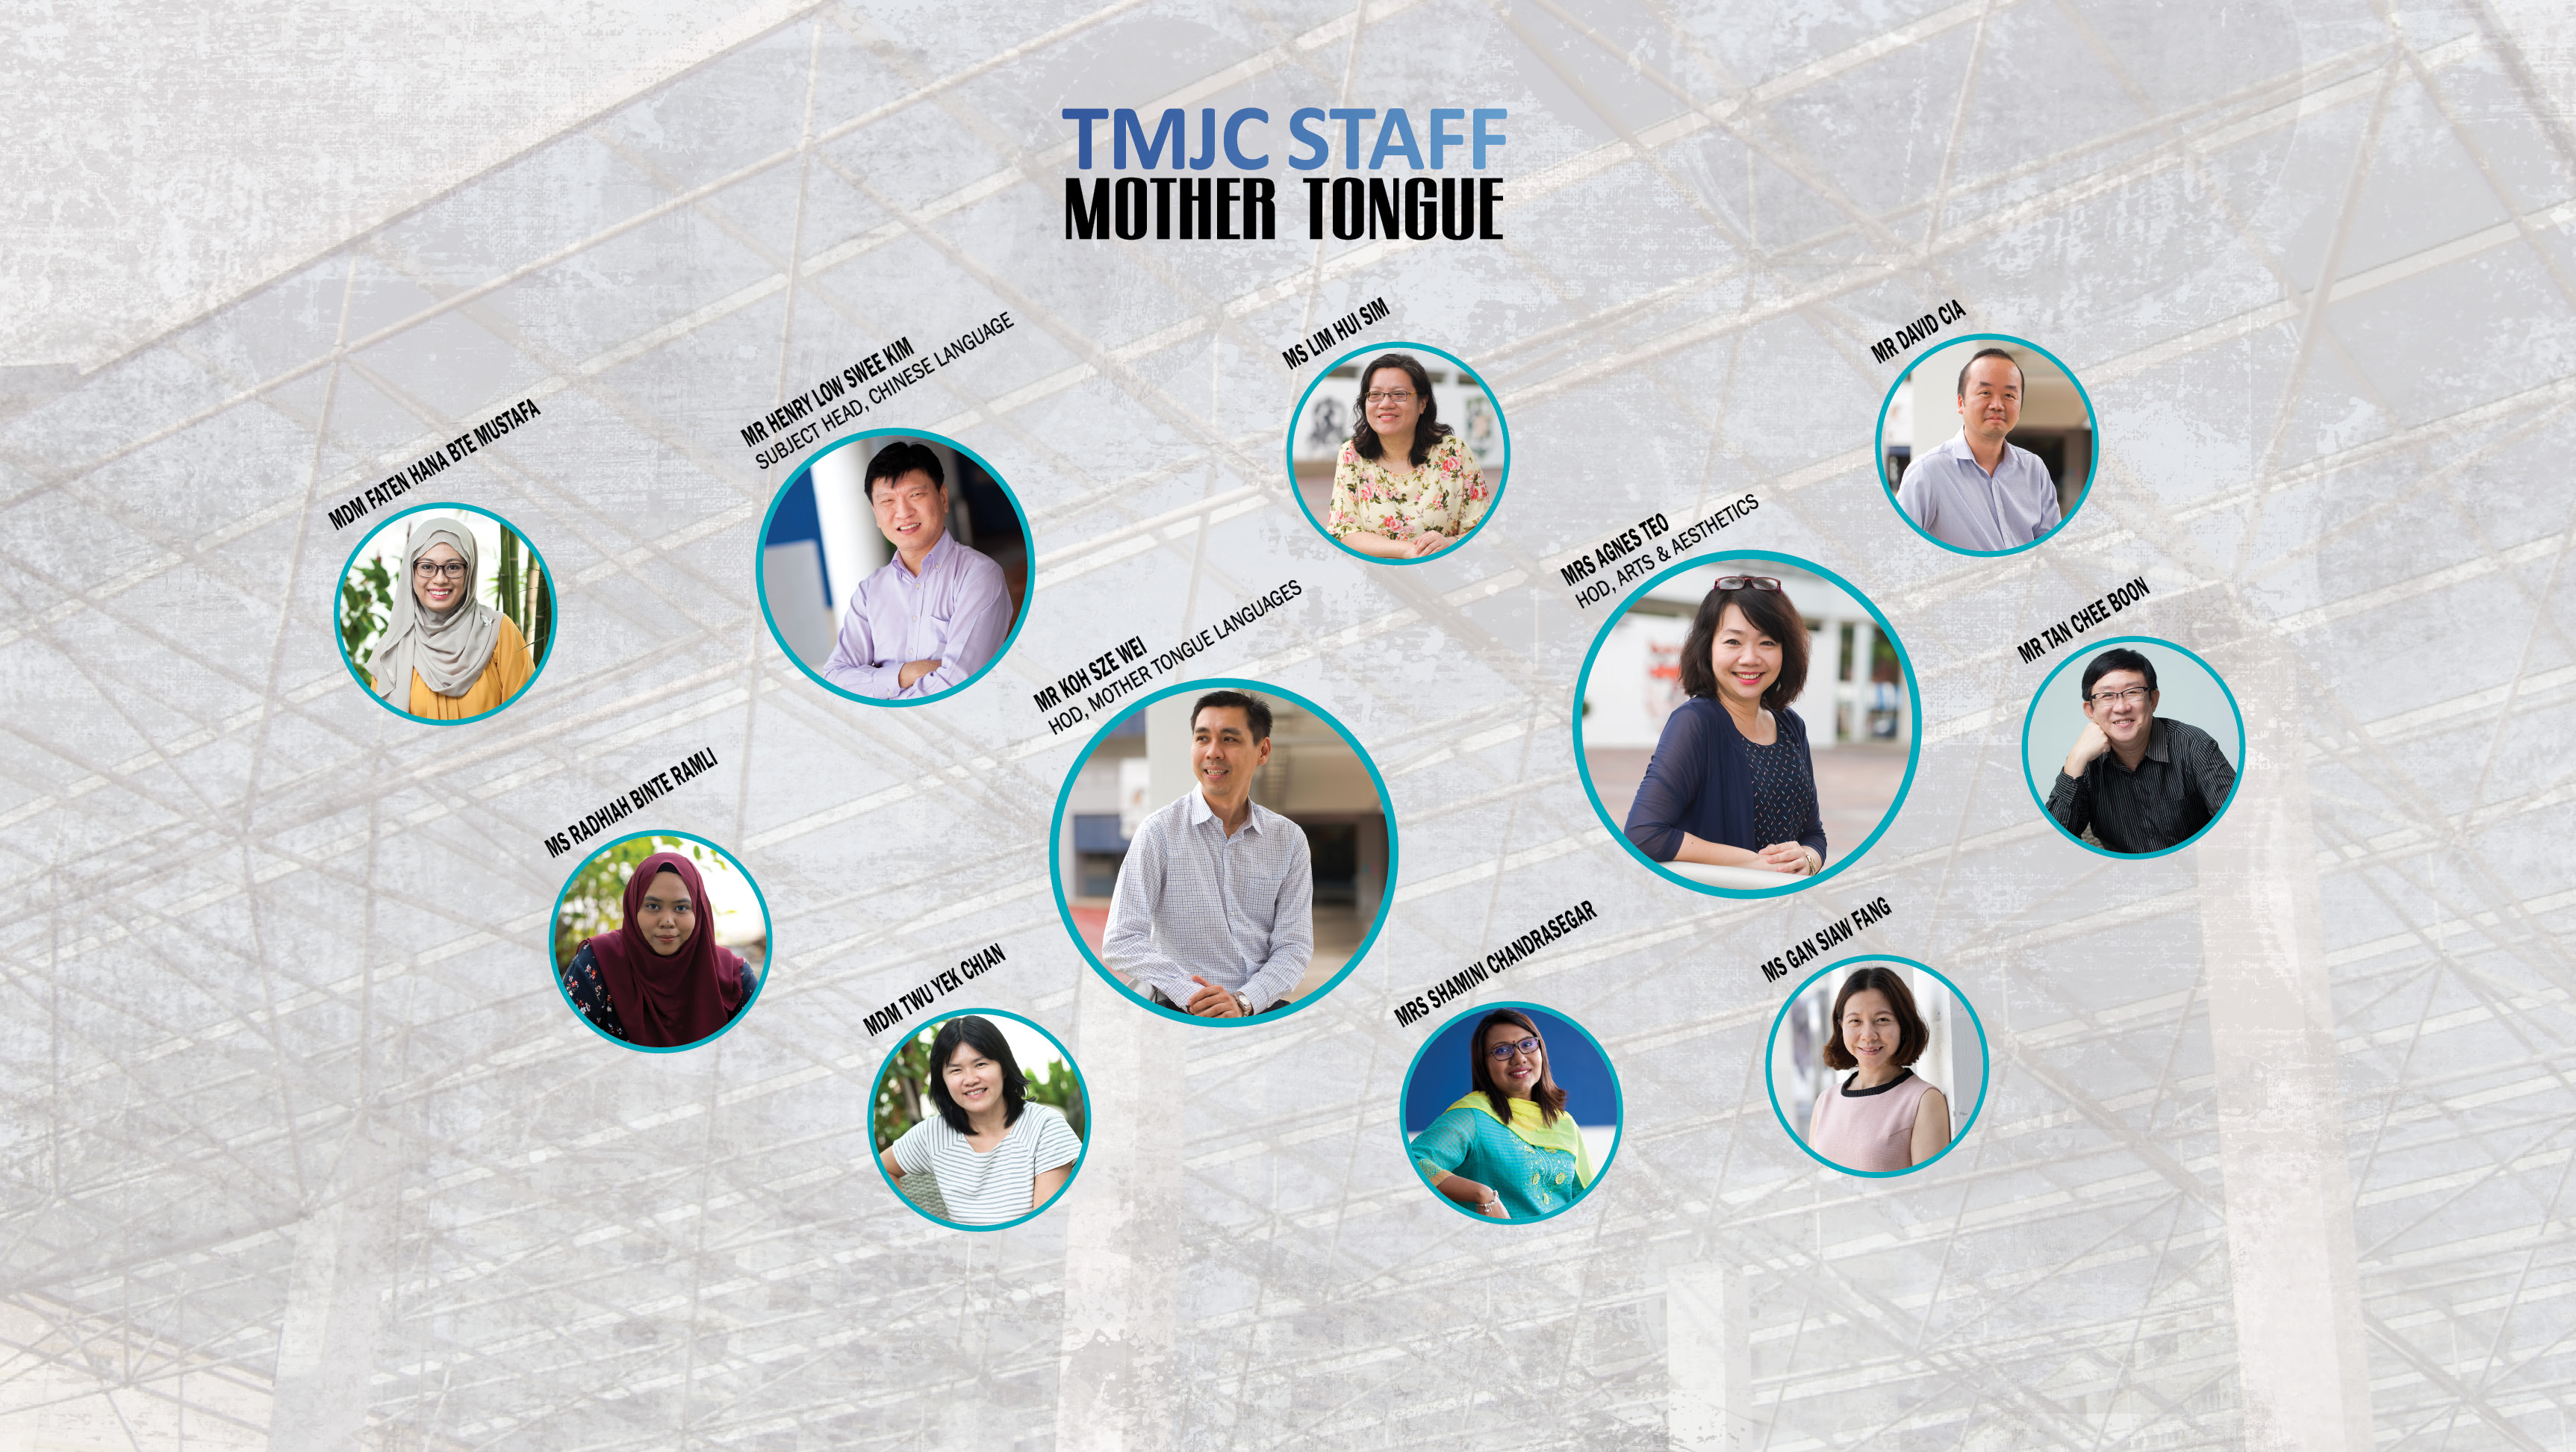 TMJC STAFF
MOTHER TONGUE
MDM FATEN HANA BTE MUSTAFA
MR HENRY LOW SWEE KIM
SUBJECT HEAD, CHINESE LANGUAGE
MS LIM HUI SIM
MR DAVID CIA
MR KOH SZE WEI
HOD, MOTHER TONGUE LANGUAGES
MRS AGNES TEO
HOD, ARTS & AESTHETICS
MR TAN CHEE BOON
MS RADHIAH BINTE RAMLI
MDM TWU YEK CHIAN
MRS SHAMINI CHANDRASEGAR
MS GAN SIAW FANG